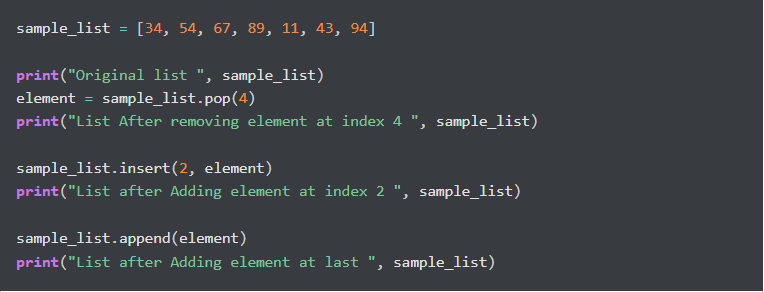 sample_list = [34, 54, 67, 89, 11, 43, 94]
print("Original list ", sample_list)
element = sample_list.pop(4)
print("List After removing element at index 4 ", sample_list)
sample_list.insert(2, element)
print("List after Adding element at index 2 ", sample_list)
sample_list.append(element)
print("List after Adding element at last ", sample_list)